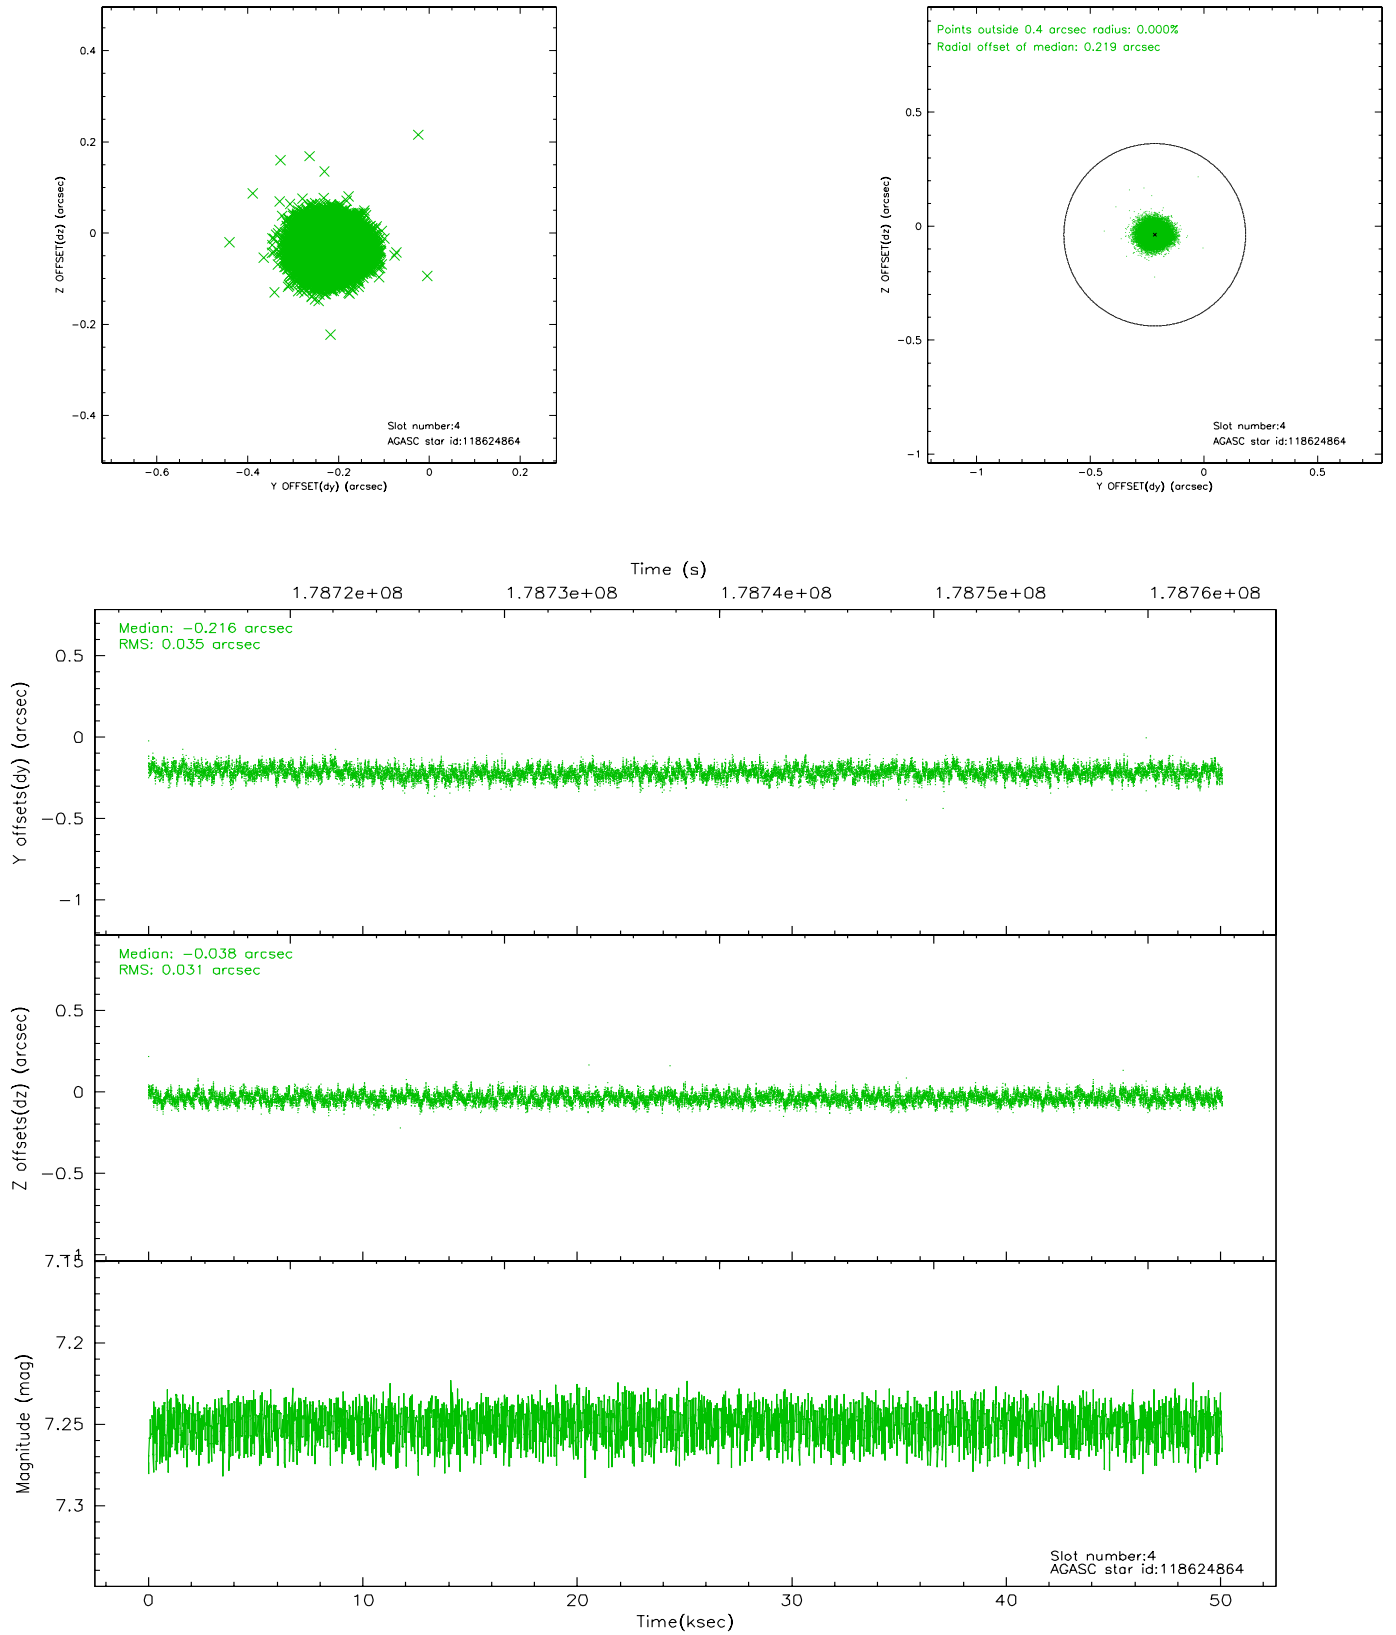 0.4
0.2
0
−0.2
−0.4
Z OFFSET(dz) (arcsec)
Slot number:4
AGASC star id:118624864
−0.6
−0.4
−0.2
0
0.2
Y OFFSET(dy) (arcsec)
Points outside 0.4 arcsec radius: 0.000%
Radial offset of median: 0.219 arcsec
0.5
0
−0.5
−1
Z OFFSET(dz) (arcsec)
Slot number:4
AGASC star id:118624864
−1
−0.5
0
0.5
Y OFFSET(dy) (arcsec)
Time (s)
1.7872e+08
1.7873e+08
1.7874e+08
1.7875e+08
1.7876e+08
Median: −0.216 arcsec
RMS: 0.035 arcsec
0.5
0
−0.5
−1
Y offsets(dy) (arcsec)
Median: −0.038 arcsec
RMS: 0.031 arcsec
0.5
0
−0.5
−1
Z offsets(dz) (arcsec)
7.15
7.2
7.25
7.3
Magnitude (mag)
Slot number:4
AGASC star id:118624864
0
10
20
30
40
50
Time(ksec)